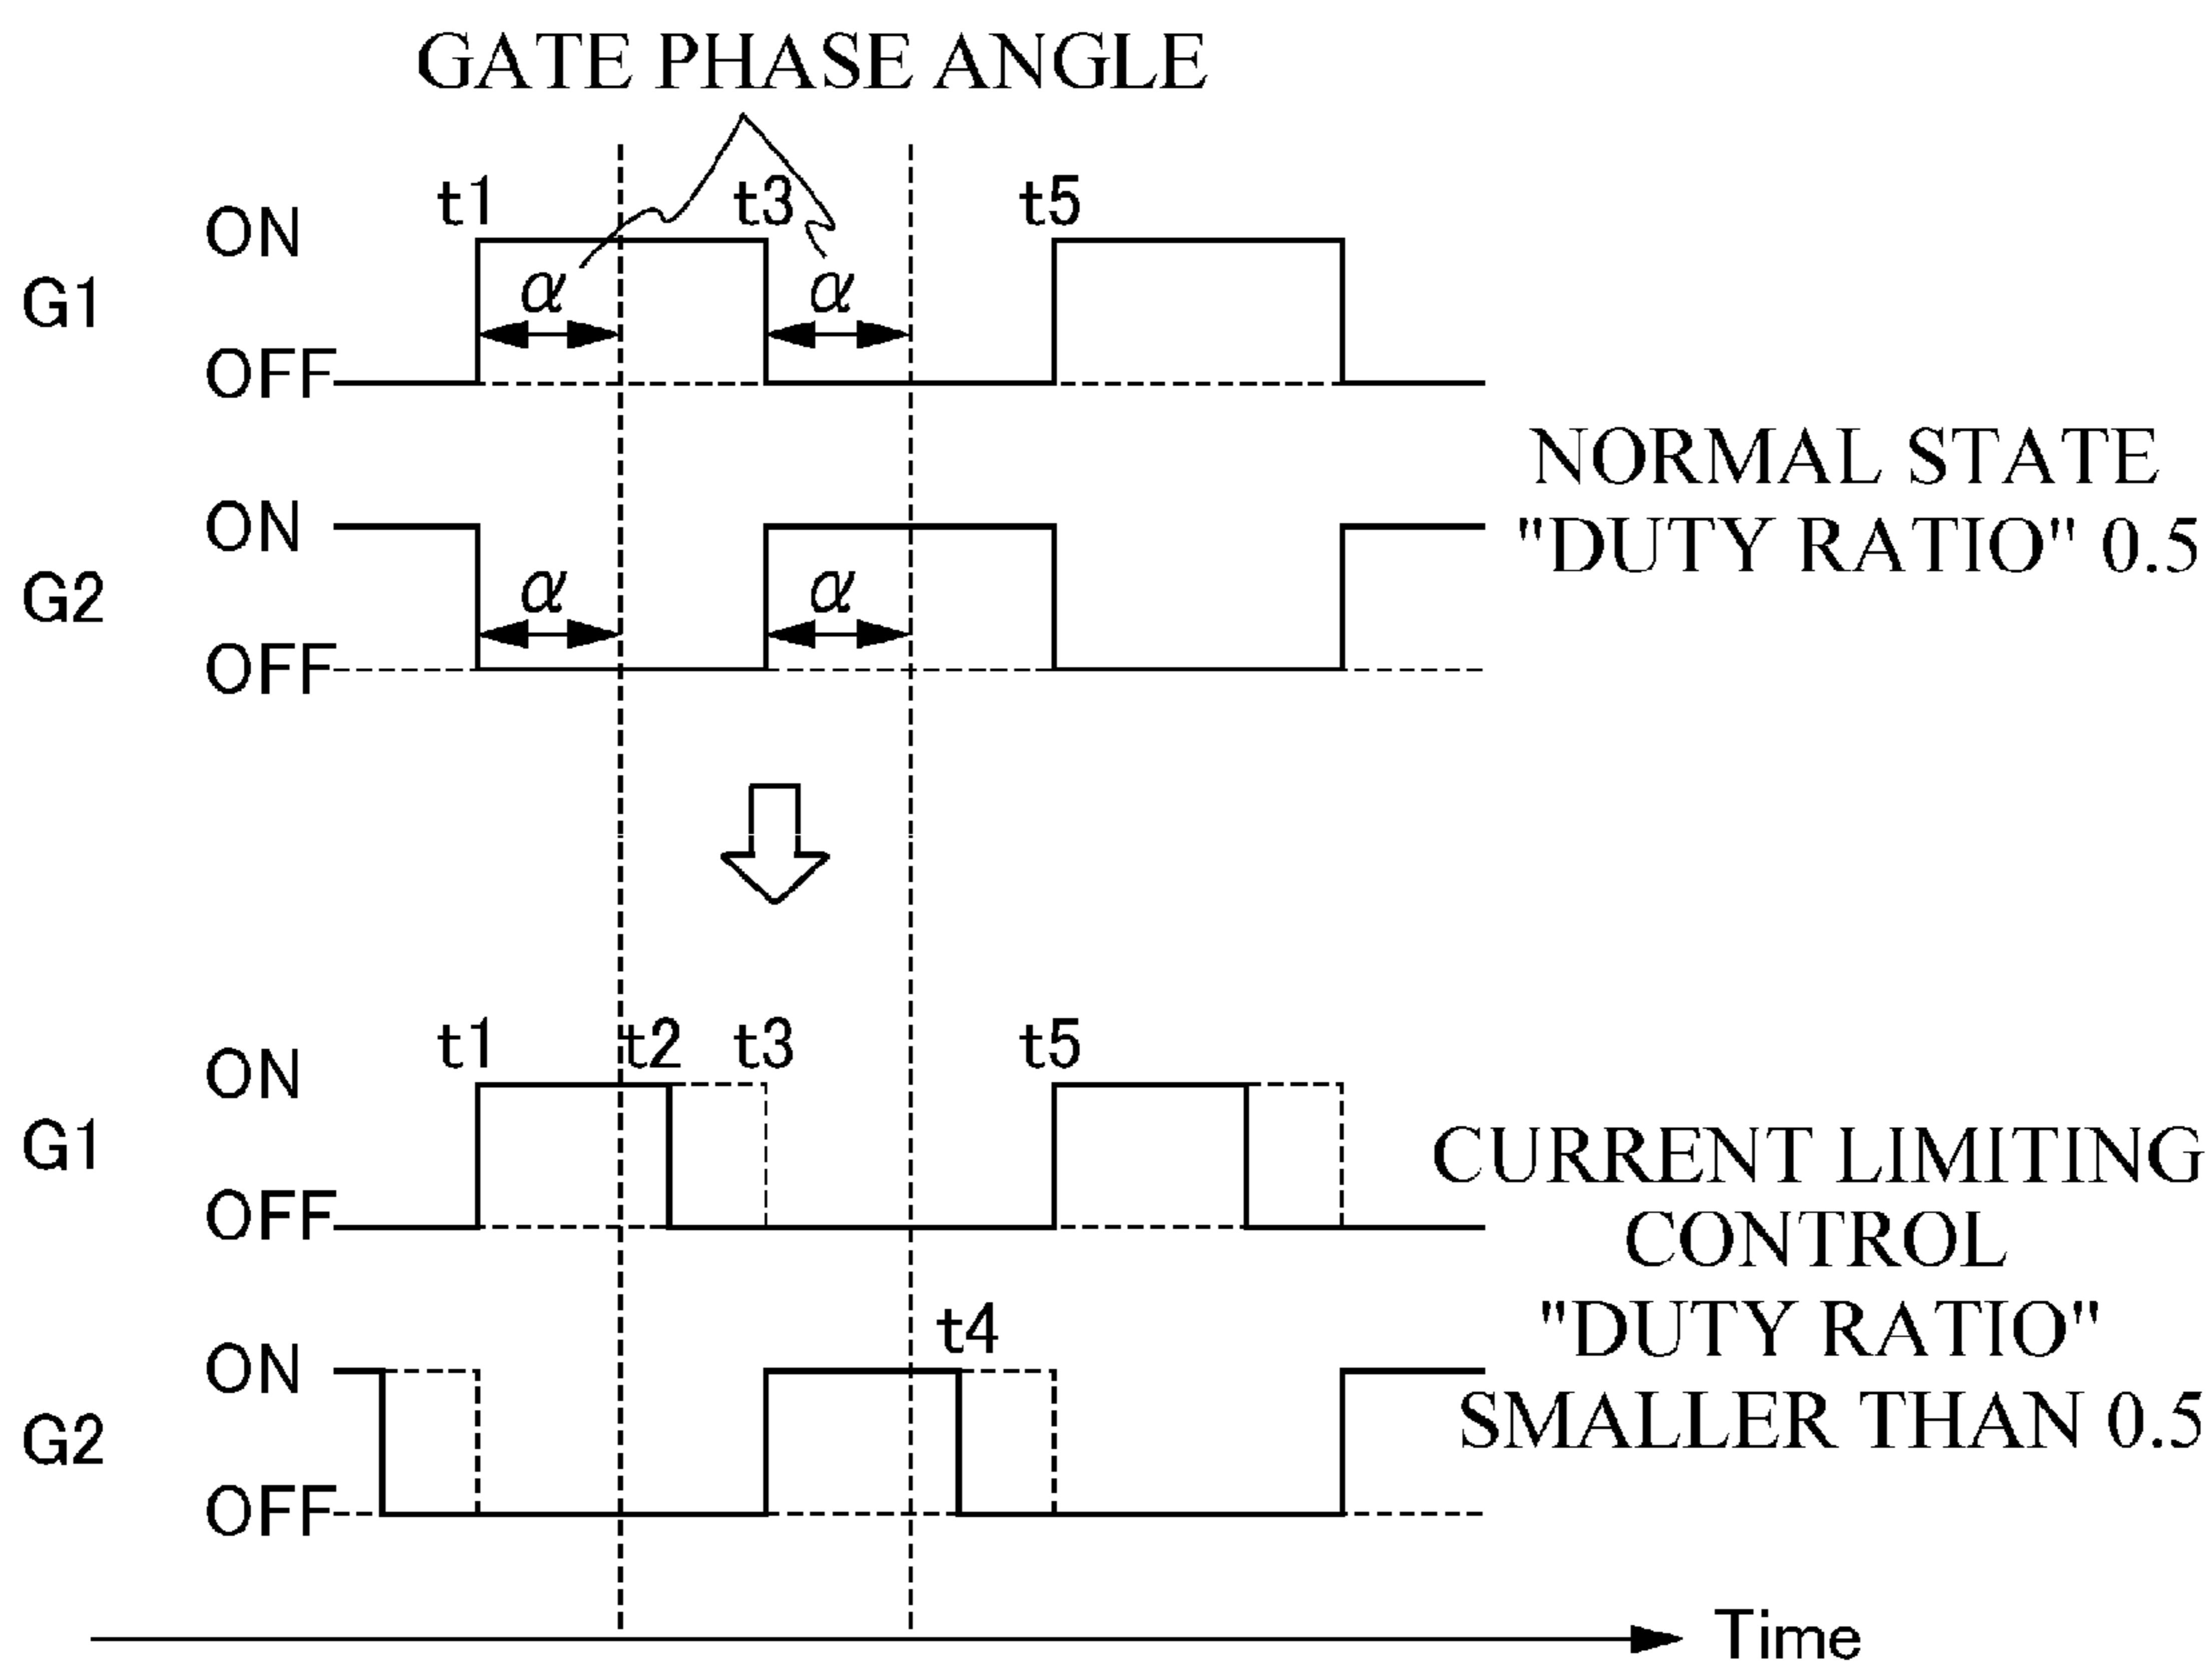 GATE PHASE ANGLE
t1 t3 t5
ON
G1
α α
OFF
NORMAL STATE
"DUTY RATIO" 0.5
ON
G2
α α
OFF
t1 t2 t3 t5
ON
G1
OFF
CURRENT LIMITING
CONTROL
"DUTY RATIO"
SMALLER THAN 0.5
t4
ON
G2
OFF
Time